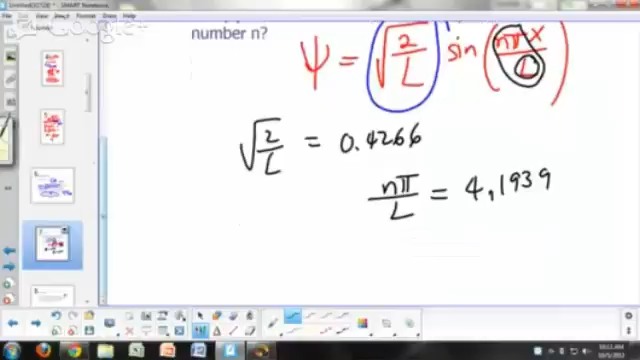 number n?
ψ = √(2/L) sin(nπx/L)
√(2/L) = 0.4266
nπ/L = 4.1939